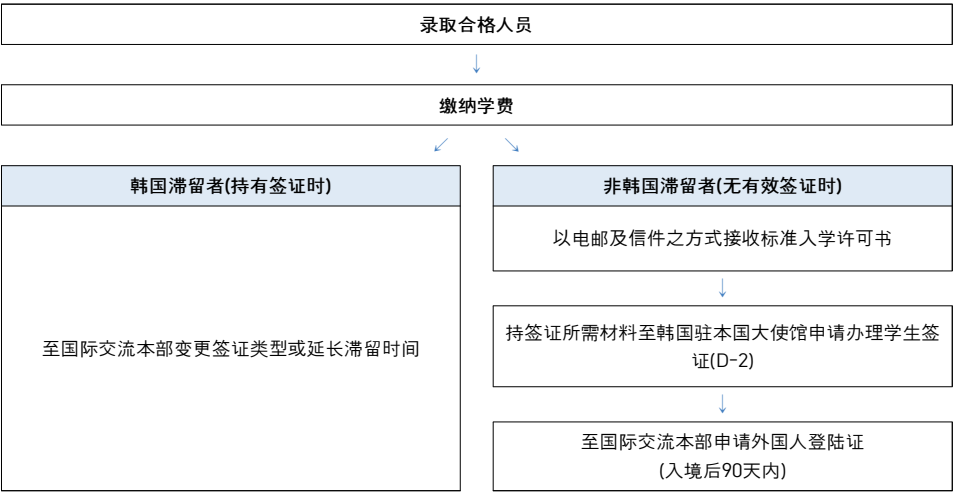 录取合格人员
缴纳学费
韩国滞留者(持有签证时)
至国际交流本部变更签证类型或延长滞留时间
非韩国滞留者(无有效签证时)
以电邮及信件之方式接收标准入学许可书
持签证所需材料至韩国驻本国大使馆申请办理学生签
证(D-2)
至国际交流本部申请外国人登陆证
(入境后90天内)